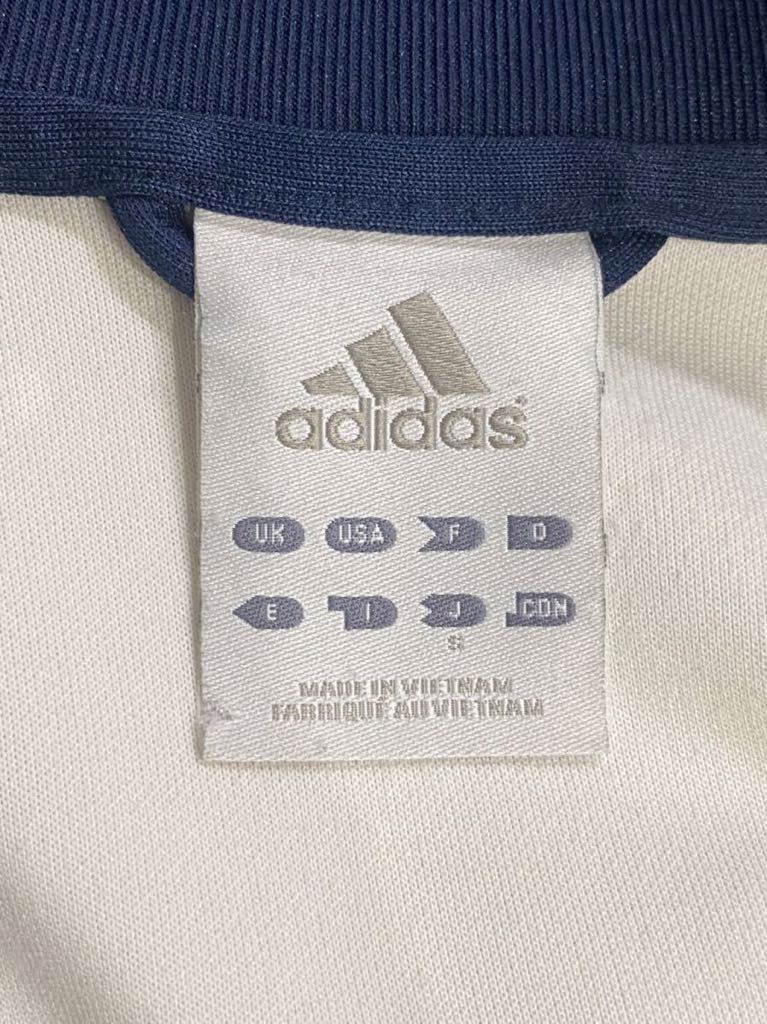 adidas
UK USA F D
E I J CDN
S
MADE IN VIETNAM
FABRIQUÉ AU VIETNAM